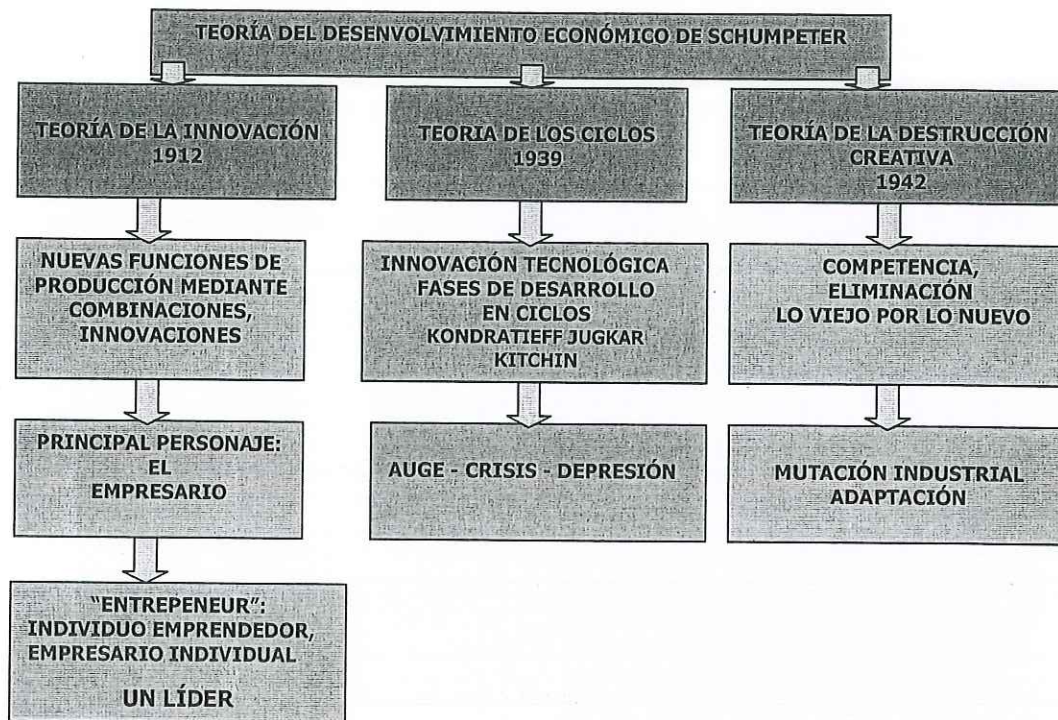 TEORÍA DEL DESENVOLVIMIENTO ECONÓMICO DE SCHUMPETER
TEORÍA DE LA INNOVACIÓN
1912
NUEVAS FUNCIONES DE
PRODUCCIÓN MEDIANTE
COMBINACIONES,
INNOVACIONES
PRINCIPAL PERSONAJE:
EL
EMPRESARIO
"ENTREPENEUR":
INDIVIDUO EMPRENDEDOR,
EMPRESARIO INDIVIDUAL
UN LÍDER
TEORIA DE LOS CICLOS
1939
INNOVACIÓN TECNOLÓGICA
FASES DE DESARROLLO
EN CICLOS
KONDRATIEFF JUGKAR
KITCHIN
AUGE - CRISIS - DEPRESIÓN
TEORÍA DE LA DESTRUCCIÓN
CREATIVA
1942
COMPETENCIA,
ELIMINACIÓN
LO VIEJO POR LO NUEVO
MUTACIÓN INDUSTRIAL
ADAPTACIÓN